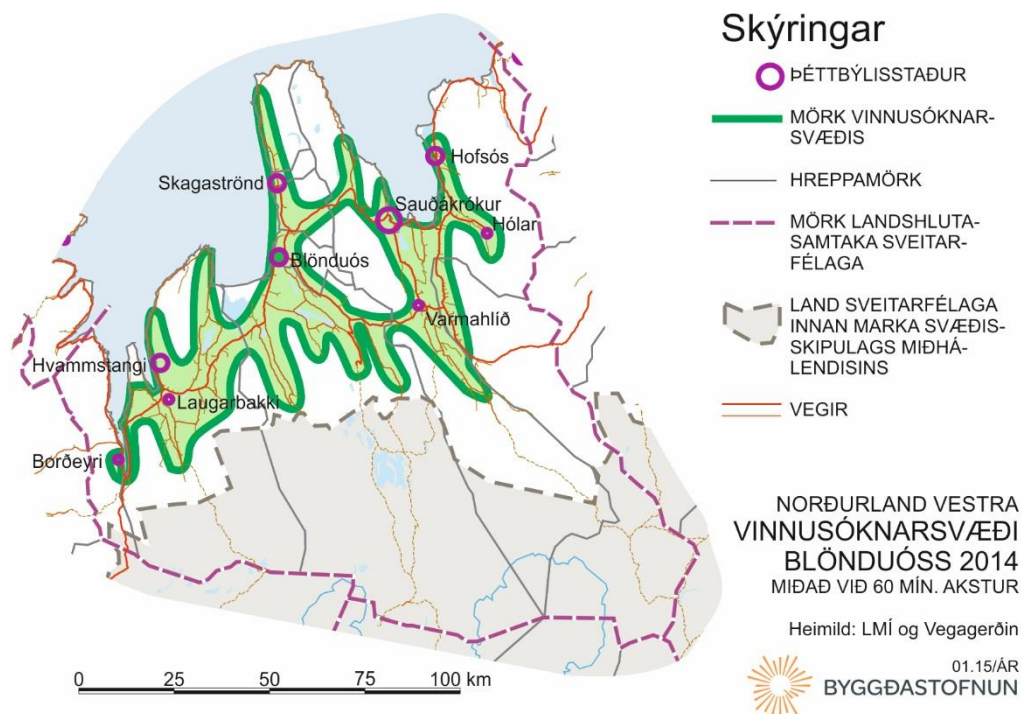 Skýringar
ÞÉTTBÝLISSTAÐUR
MÖRK VINNUSÓKNAR-
SVÆÐIS
HREPPAMÖRK
MÖRK LANDSHLUTA-
SAMTAKA SVEITAR-
FÉLAGA
LAND SVEITARFÉLAGA
INNAN MARKA SVÆÐIS-
SKIPULAGS MIÐHÁ-
LENDISINS
VEGIR
Hofsós
Skagaströnd
Sauðákrókur
Hólar
Blönduós
Varmahlíð
Hvammstangi
Laugarbakki
Borðeyri
NORÐURLAND VESTRA
VINNUSÓKNARSVÆÐI
BLÖNDUÓSS 2014
MIÐAÐ VIÐ 60 MÍN. AKSTUR
Heimild: LMÍ og Vegagerðin
01.15/ÁR
BYGGÐASTOFNUN
0 25 50 75 100 km